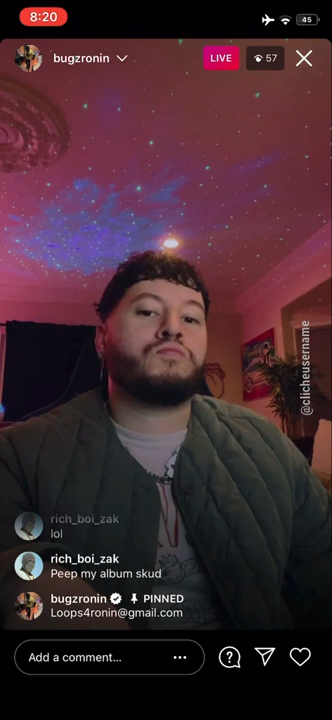 8:20
45
bugzronin
LIVE
57
@clicheusername
rich_boi_zak
lol
rich_boi_zak
Peep my album skud
bugzronin PINNED
Loops4ronin@gmail.com
Add a comment...